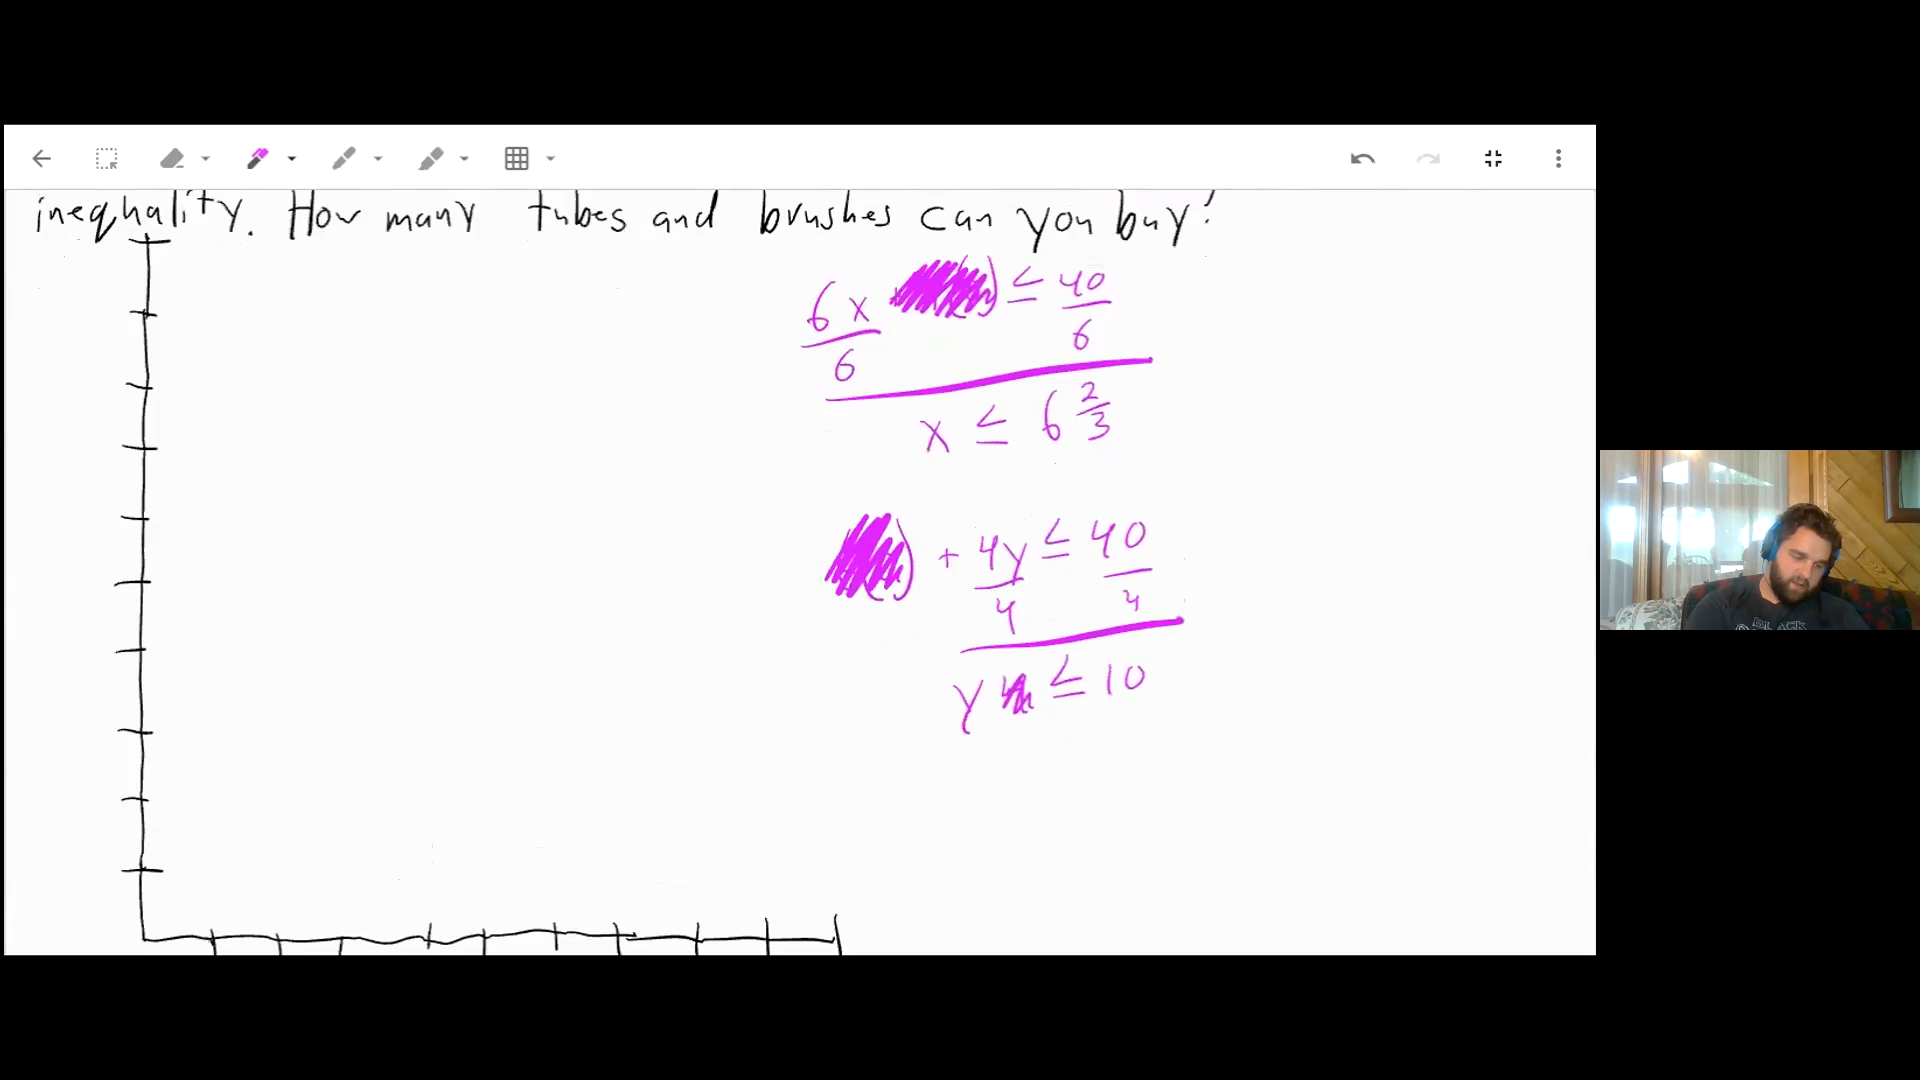 inequality. How many tubes and brushes can you buy?
6x ≤ 40
6 6
x ≤ 6 2/3
+ 4y ≤ 40
4 4
y ≤ 10
BLACK